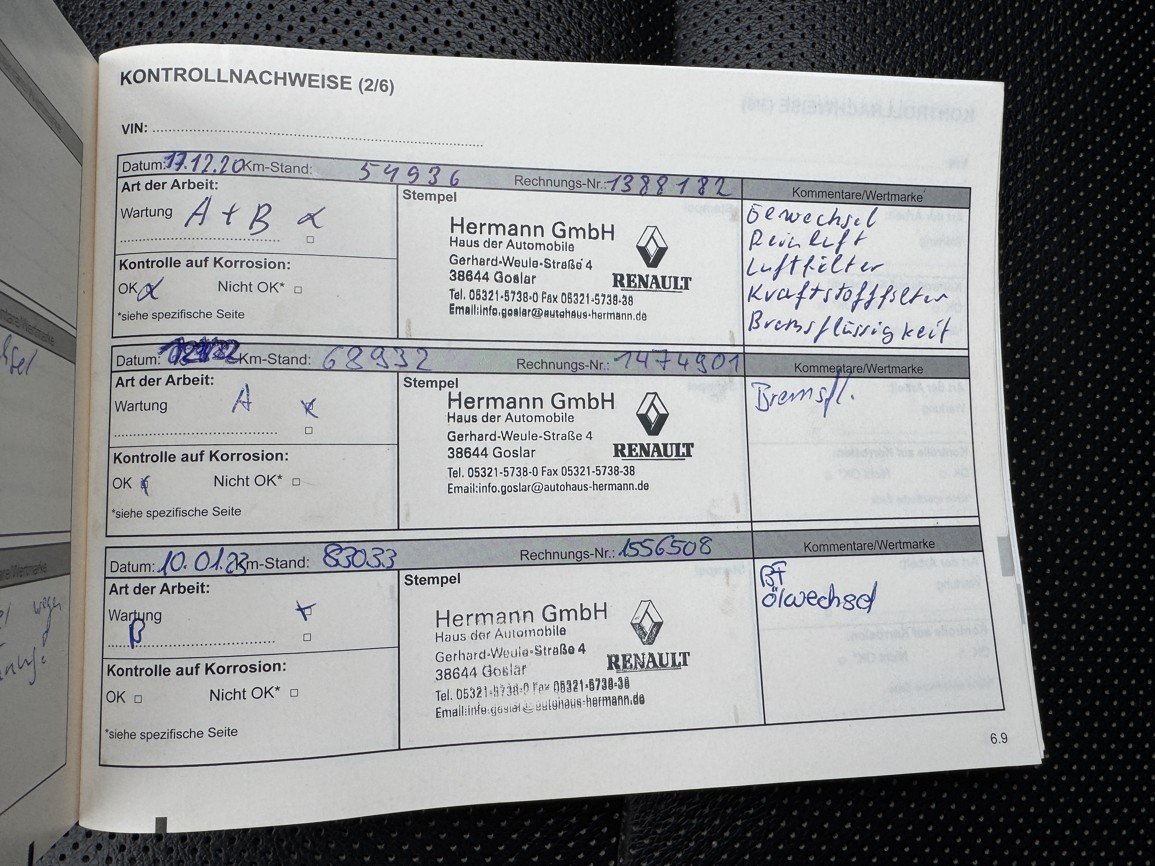 KONTROLLNACHWEISE (2/6)
VIN:
Datum: 17.12.20 Km-Stand: 54936 Rechnungs-Nr.: 1388182 Kommentare/Wertmarke
Art der Arbeit:
Wartung A + B
Kontrolle auf Korrosion:
OK Nicht OK*
*siehe spezifische Seite
Stempel
Hermann GmbH
Haus der Automobile
Gerhard-Weule-Straße 4
38644 Goslar
RENAULT
Tel. 05321-5738-0 Fax 05321-5738-38
Email:info.goslar@autohaus-hermann.de
Ölwechsel
Reinluft
Luftfilter
Kraftstofffilter
Bremsflüssigkeit
Datum: Km-Stand: 68932 Rechnungs-Nr.: 1474901 Kommentare/Wertmarke
Art der Arbeit:
Wartung A
Kontrolle auf Korrosion:
OK Nicht OK*
*siehe spezifische Seite
Stempel
Hermann GmbH
Haus der Automobile
Gerhard-Weule-Straße 4
38644 Goslar
RENAULT
Tel. 05321-5738-0 Fax 05321-5738-38
Email:info.goslar@autohaus-hermann.de
Bremsfl.
Datum: 10.01.23 Km-Stand: 83033 Rechnungs-Nr.: 1556508 Kommentare/Wertmarke
Art der Arbeit:
Wartung
B
Kontrolle auf Korrosion:
OK Nicht OK*
*siehe spezifische Seite
Stempel
Hermann GmbH
Haus der Automobile
Gerhard-Weule-Straße 4
38644 Goslar
RENAULT
Tel. 05321-5738-0 Fax 05321-5738-38
Email:info.goslar@autohaus-hermann.de
BF
Ölwechsel
6.9